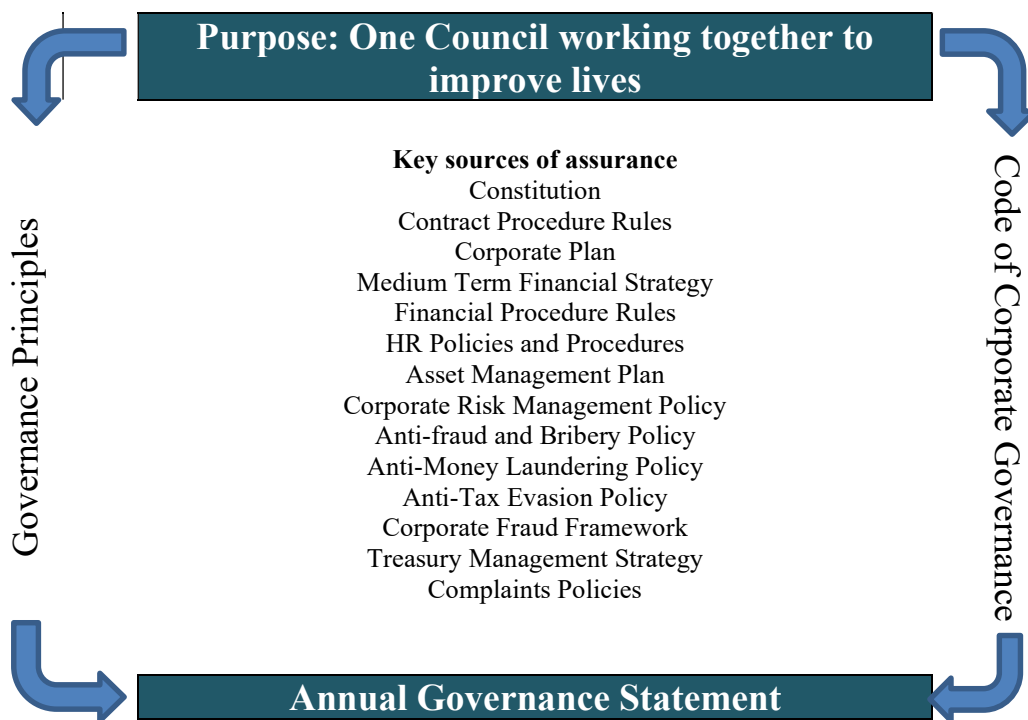 Purpose: One Council working together to
improve lives
Governance Principles
Key sources of assurance
Constitution
Contract Procedure Rules
Corporate Plan
Medium Term Financial Strategy
Financial Procedure Rules
HR Policies and Procedures
Asset Management Plan
Corporate Risk Management Policy
Anti-fraud and Bribery Policy
Anti-Money Laundering Policy
Anti-Tax Evasion Policy
Corporate Fraud Framework
Treasury Management Strategy
Complaints Policies
Code of Corporate Governance
Annual Governance Statement